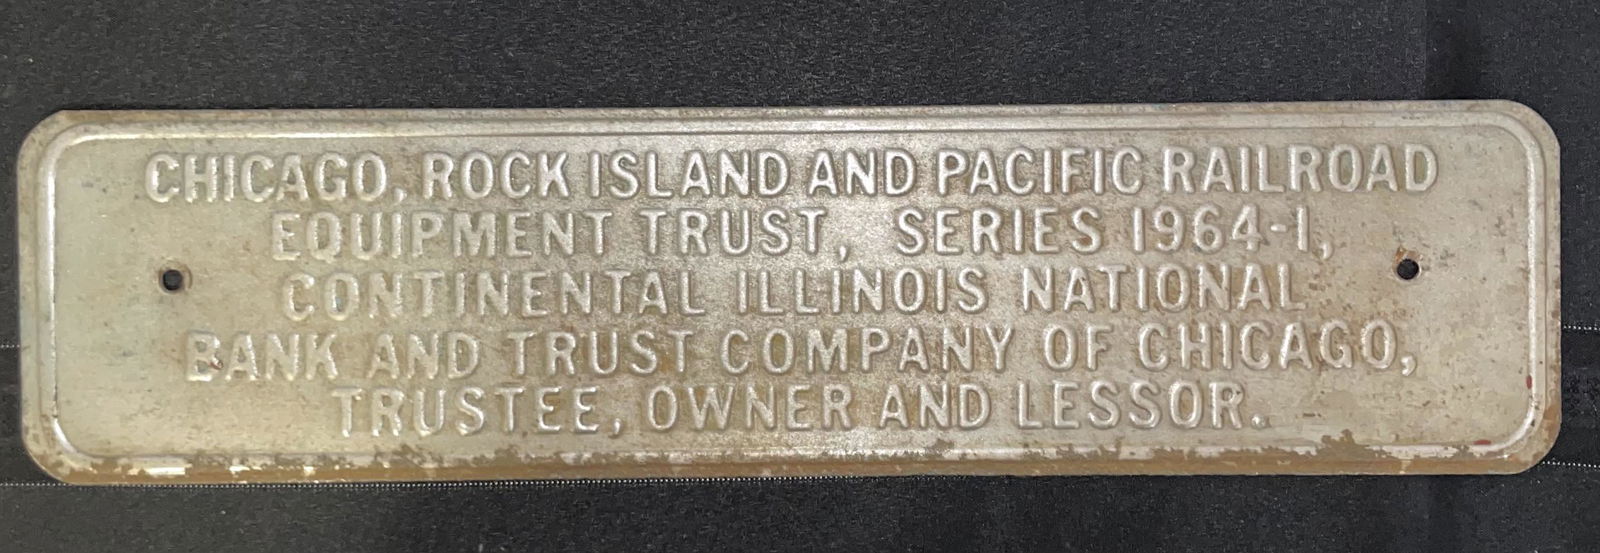 CHICAGO, ROCK ISLAND AND PACIFIC RAILROAD
EQUIPMENT TRUST, SERIES 1964-1,
CONTINENTAL ILLINOIS NATIONAL
BANK AND TRUST COMPANY OF CHICAGO,
TRUSTEE, OWNER AND LESSOR.